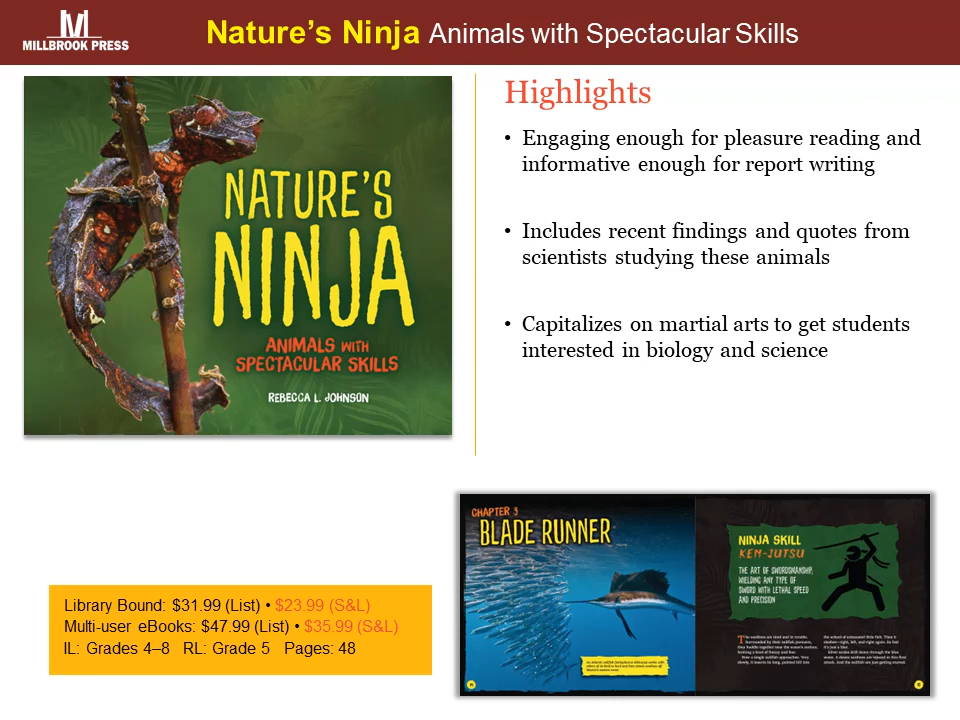 MILLBROOK PRESS
Nature's Ninja Animals with Spectacular Skills
NATURE'S
NINJA
ANIMALS WITH
SPECTACULAR SKILLS
REBECCA L. JOHNSON
Highlights
• Engaging enough for pleasure reading and
informative enough for report writing
• Includes recent findings and quotes from
scientists studying these animals
• Capitalizes on martial arts to get students
interested in biology and science
Library Bound: $31.99 (List) • $23.99 (S&L)
Multi-user eBooks: $47.99 (List) • $35.99 (S&L)
IL: Grades 4–8 RL: Grade 5 Pages: 48
CHAPTER 3
BLADE RUNNER
NINJA SKILL
KEN-JUTSU
THE ART OF SWORDSMANSHIP,
WIELDING ANY TYPE OF
SWORD WITH LETHAL SPEED
AND PRECISION